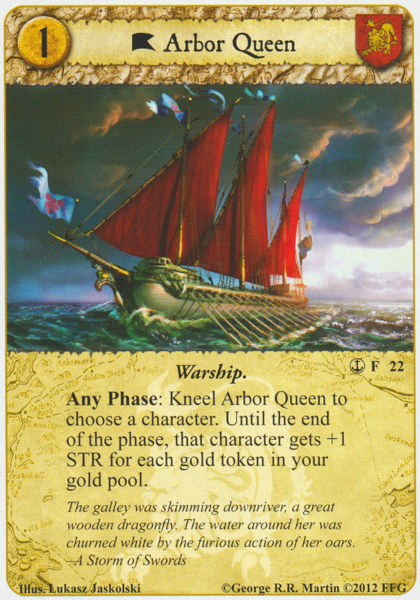 1
Arbor Queen
Warship.
F 22
Any Phase: Kneel Arbor Queen to
choose a character. Until the end
of the phase, that character gets +1
STR for each gold token in your
gold pool.
The galley was skimming downriver, a great
wooden dragonfly. The water around her was
churned white by the furious action of her oars.
–A Storm of Swords
Illus. Lukasz Jaskolski
©George R.R. Martin ©2012 FFG